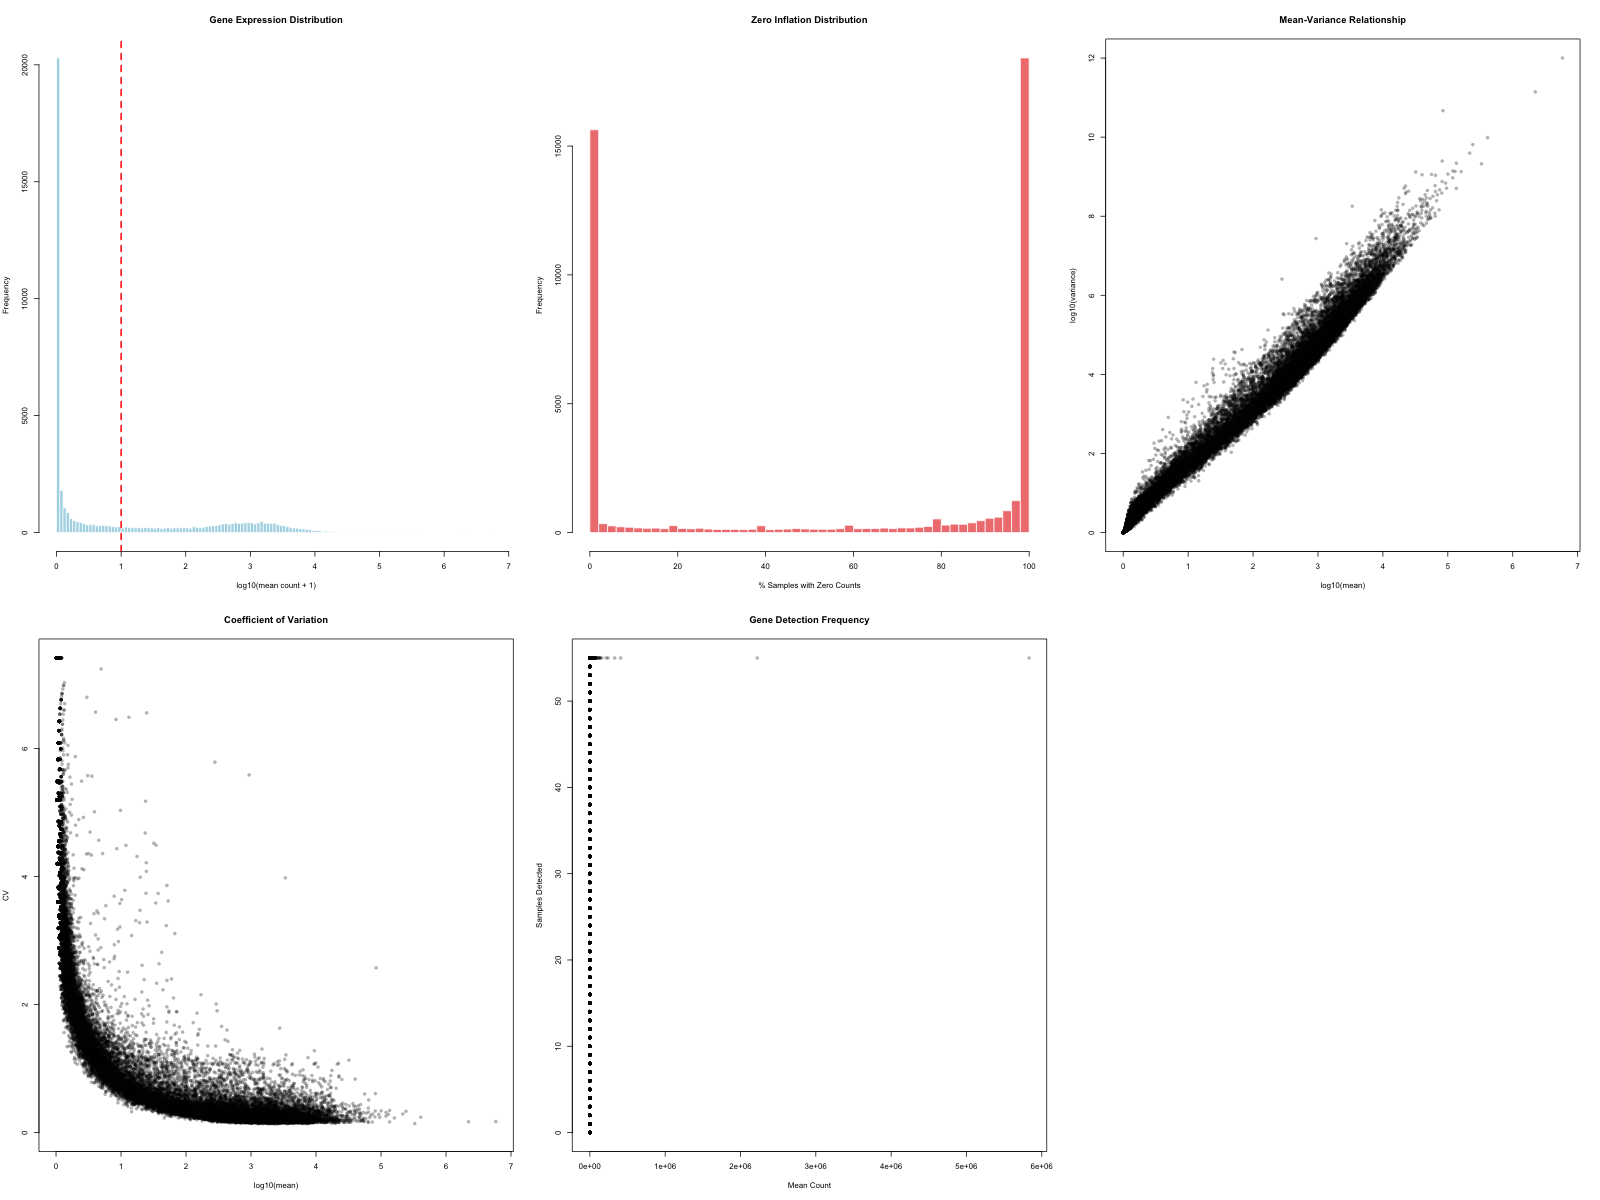 Gene Expression Distribution
Frequency
0 5000 10000 15000 20000
0 1 2 3 4 5 6 7
log10(mean count + 1)
Zero Inflation Distribution
Frequency
0 5000 10000 15000
0 20 40 60 80 100
% Samples with Zero Counts
Mean-Variance Relationship
log10(variance)
0 2 4 6 8 10 12
0 1 2 3 4 5 6 7
log10(mean)
Coefficient of Variation
CV
0 2 4 6
0 1 2 3 4 5 6 7
log10(mean)
Gene Detection Frequency
Samples Detected
0 10 20 30 40 50
0e+00 1e+06 2e+06 3e+06 4e+06 5e+06 6e+06
Mean Count